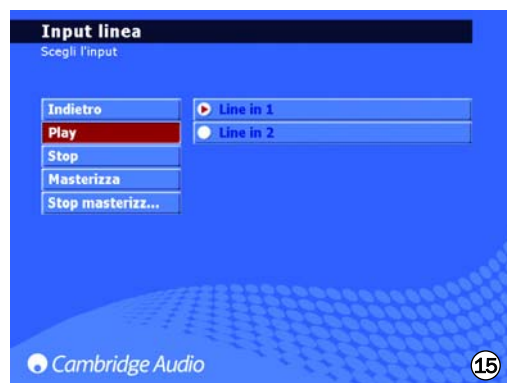 Input linea
Scegli l'input
Indietro
Line in 1
Play
Line in 2
Stop
Masterizza
Stop masterizz...
Cambridge Audio
15